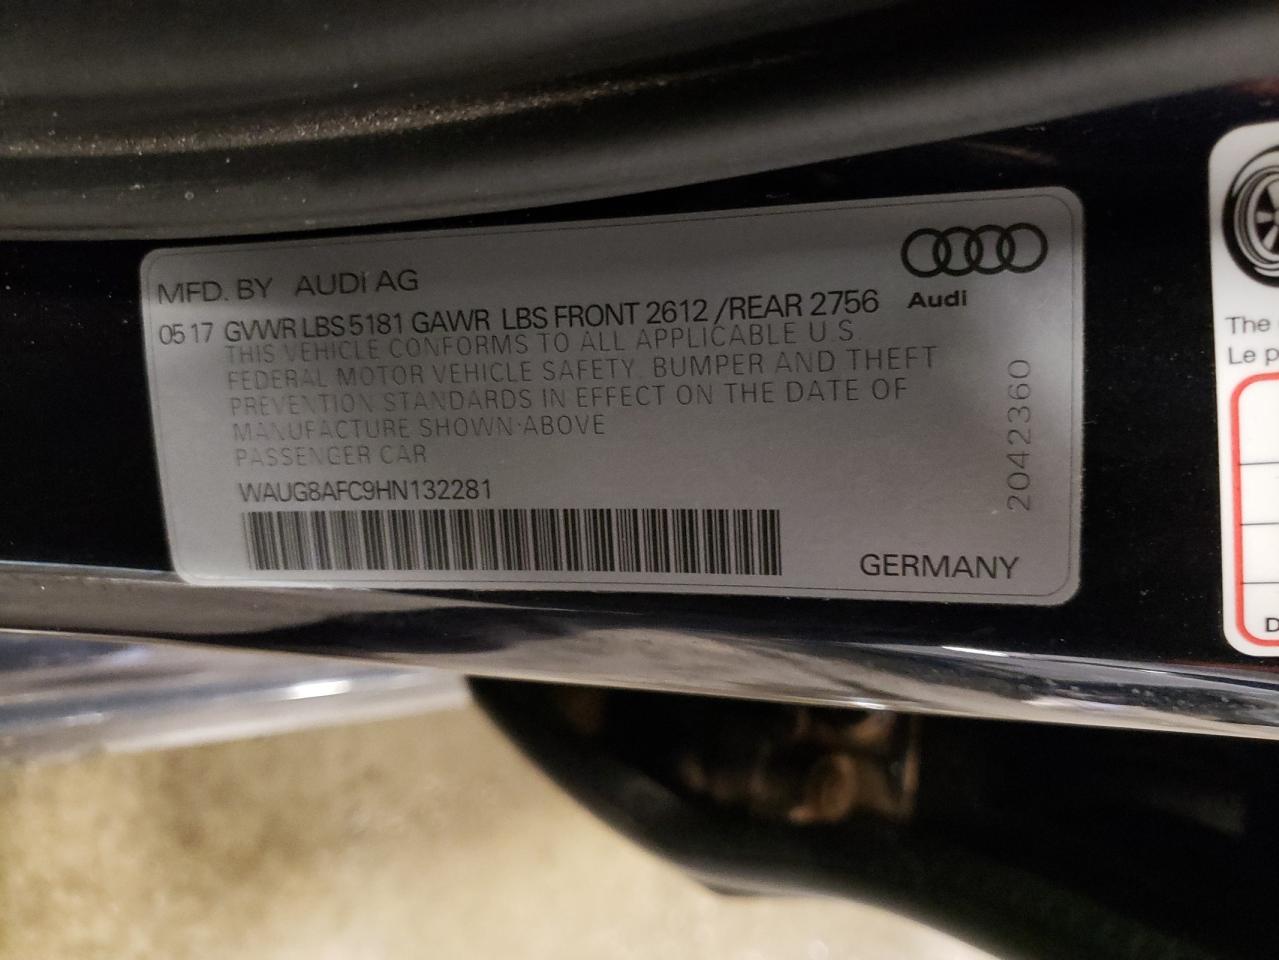 MFD. BY AUDI AG
Audi
05 17 GVWR LBS 5181 GAWR LBS FRONT 2612 /REAR 2756
THIS VEHICLE CONFORMS TO ALL APPLICABLE U.S.
FEDERAL MOTOR VEHICLE SAFETY, BUMPER AND THEFT
PREVENTION STANDARDS IN EFFECT ON THE DATE OF
MANUFACTURE SHOWN ABOVE
PASSENGER CAR
WAUG8AFC9HN132281
GERMANY
2042360
The
Le p
D